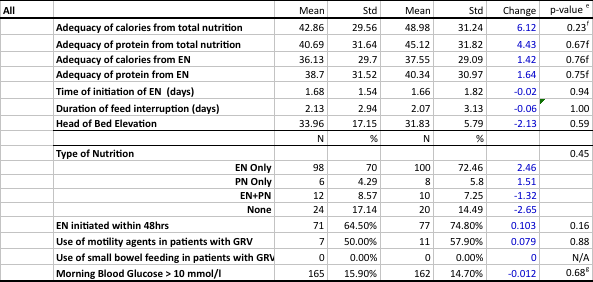 All Mean Std Mean Std Change p-value e
Adequacy of calories from total nutrition 42.86 29.56 48.98 31.24 6.12 0.23f
Adequacy of protein from total nutrition 40.69 31.64 45.12 31.82 4.43 0.67f
Adequacy of calories from EN 36.13 29.7 37.55 29.09 1.42 0.76f
Adequacy of protein from EN 38.7 31.52 40.34 30.97 1.64 0.75f
Time of initiation of EN (days) 1.68 1.54 1.66 1.82 -0.02 0.94
Duration of feed interruption (days) 2.13 2.94 2.07 3.13 -0.06 1.00
Head of Bed Elevation 33.96 17.15 31.83 5.79 -2.13 0.59
N % N %
Type of Nutrition 0.45
EN Only 98 70 100 72.46 2.46
PN Only 6 4.29 8 5.8 1.51
EN+PN 12 8.57 10 7.25 -1.32
None 24 17.14 20 14.49 -2.65
EN initiated within 48hrs 71 64.50% 77 74.80% 0.103 0.16
Use of motility agents in patients with GRV 7 50.00% 11 57.90% 0.079 0.88
Use of small bowel feeding in patients with GRV 0 0.00% 0 0.00% 0 N/A
Morning Blood Glucose > 10 mmol/l 165 15.90% 162 14.70% -0.012 0.68g